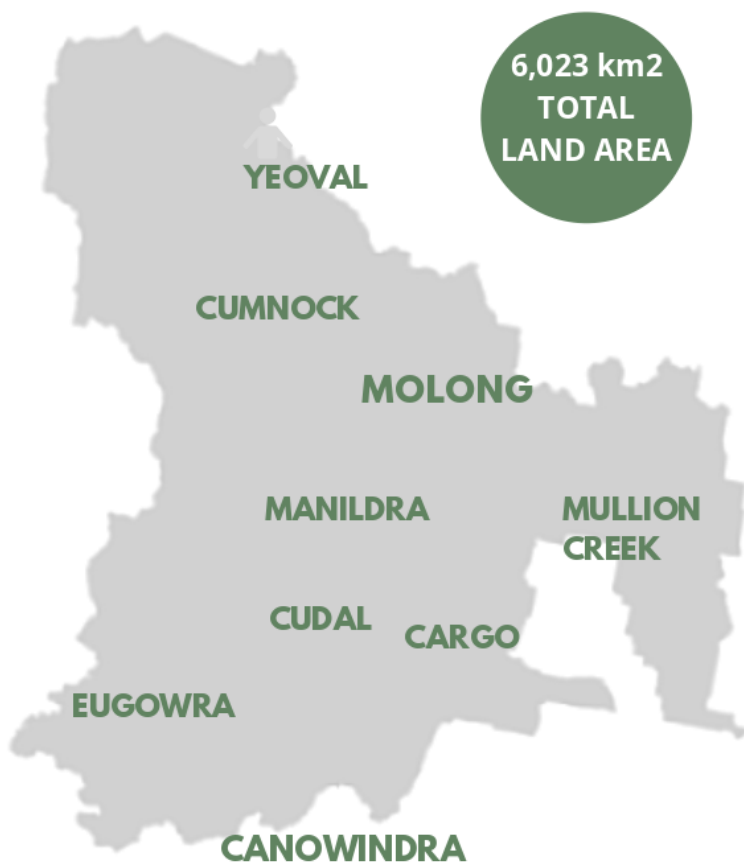 6,023 km2
TOTAL
LAND AREA
YEOVAL
CUMNOCK
MOLONG
MANILDRA
MULLION
CREEK
CUDAL
CARGO
EUGOWRA
CANOWINDRA